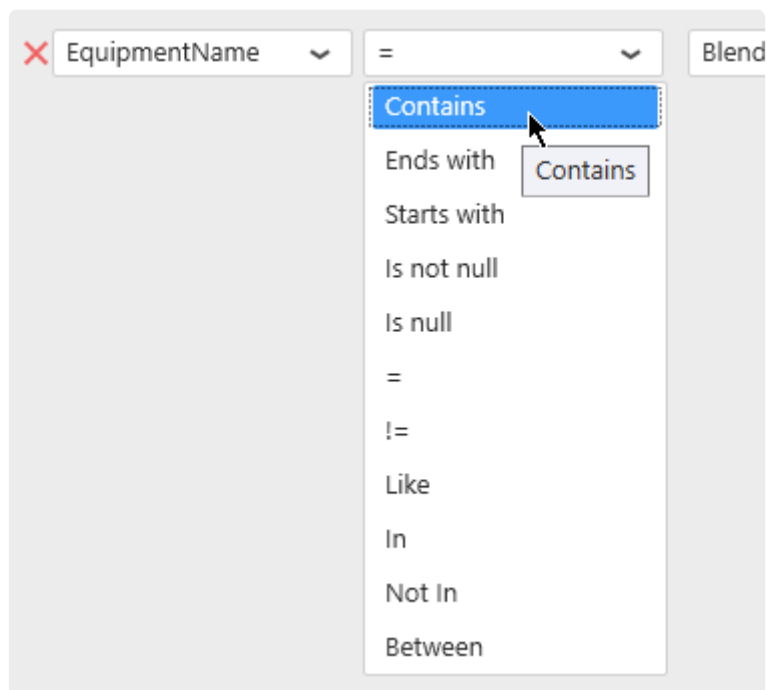 EquipmentName = Blend
Contains
Ends with
Contains
Starts with
Is not null
Is null
=
!=
Like
In
Not In
Between